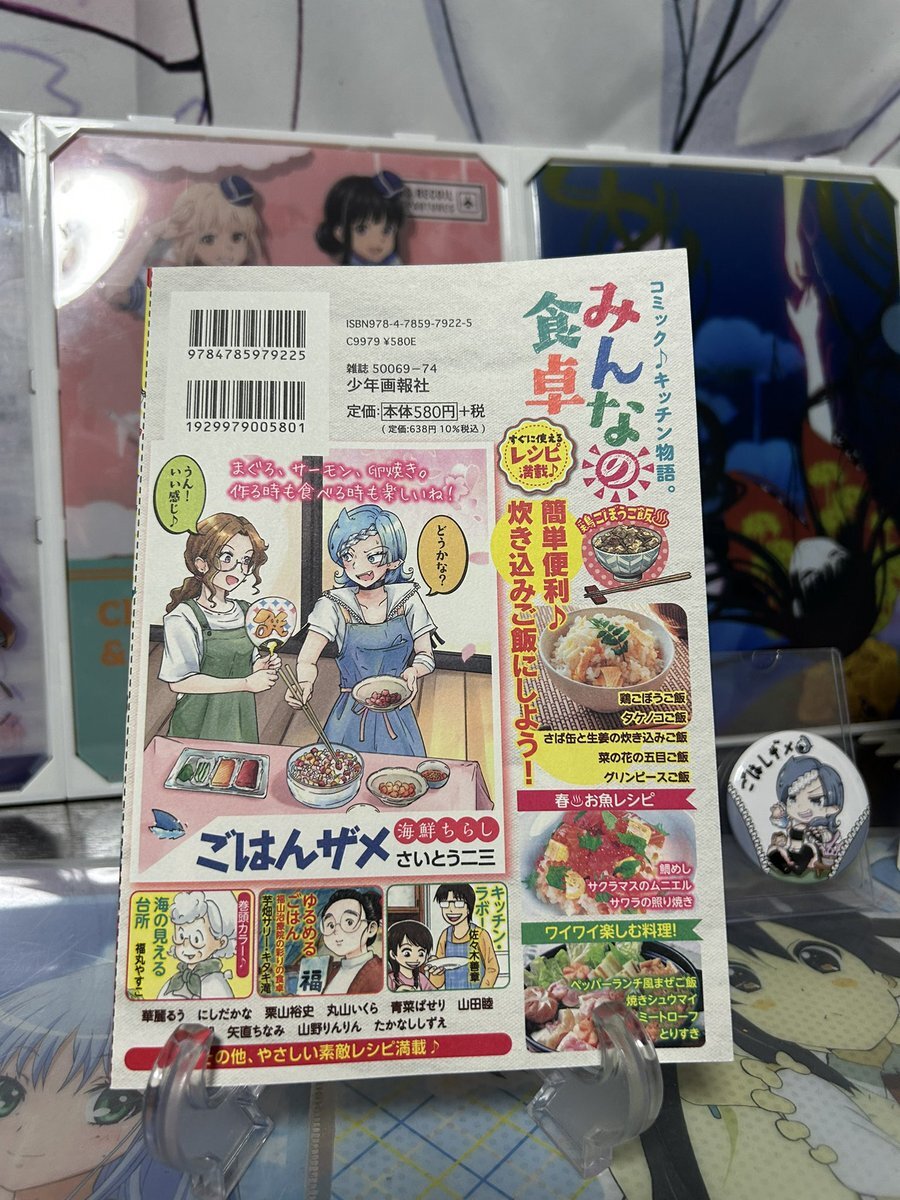 コミック♪キッチン物語。
みんなの
食卓
ISBN978-4-7859-7922-5
C9979 ¥580E
9784785979225
雑誌 50069-74
少年画報社
定価:本体580円+税
(定価:638円 10%税込)
1929979005801
すぐに使える
レシピ
満載♪
まぐろ、サーモン、卵焼き。
作る時も食べる時も楽しいね!
うん!
いい感じ♪
どうかな?
ごはんザメ
海鮮ちらし
さいとう二三
簡単便利♪
炊き込みご飯にしよう!
鶏ごぼうご飯
鶏ごぼうご飯
タケノコご飯
さば缶と生姜の炊き込みご飯
菜の花の五目ご飯
グリンピースご飯
春 お魚レシピ
鯛めし
サクラマスのムニエル
サワラの照り焼き
ワイワイ楽しむ料理!
ペッパーランチ風まぜご飯
焼きシュウマイ
ミートローフ
とりすき
巻頭カラー♪
海の見える
台所
福丸やすこ
ゆるめる
ごはん
福
キッチン・
ラボ
華麗るう にしだかな 栗山裕史 丸山いくら 青菜ぱせり 山田睦
矢直ちなみ 山野りんりん たかなししずえ
の他、やさしい素敵レシピ満載♪
ごはんザメ